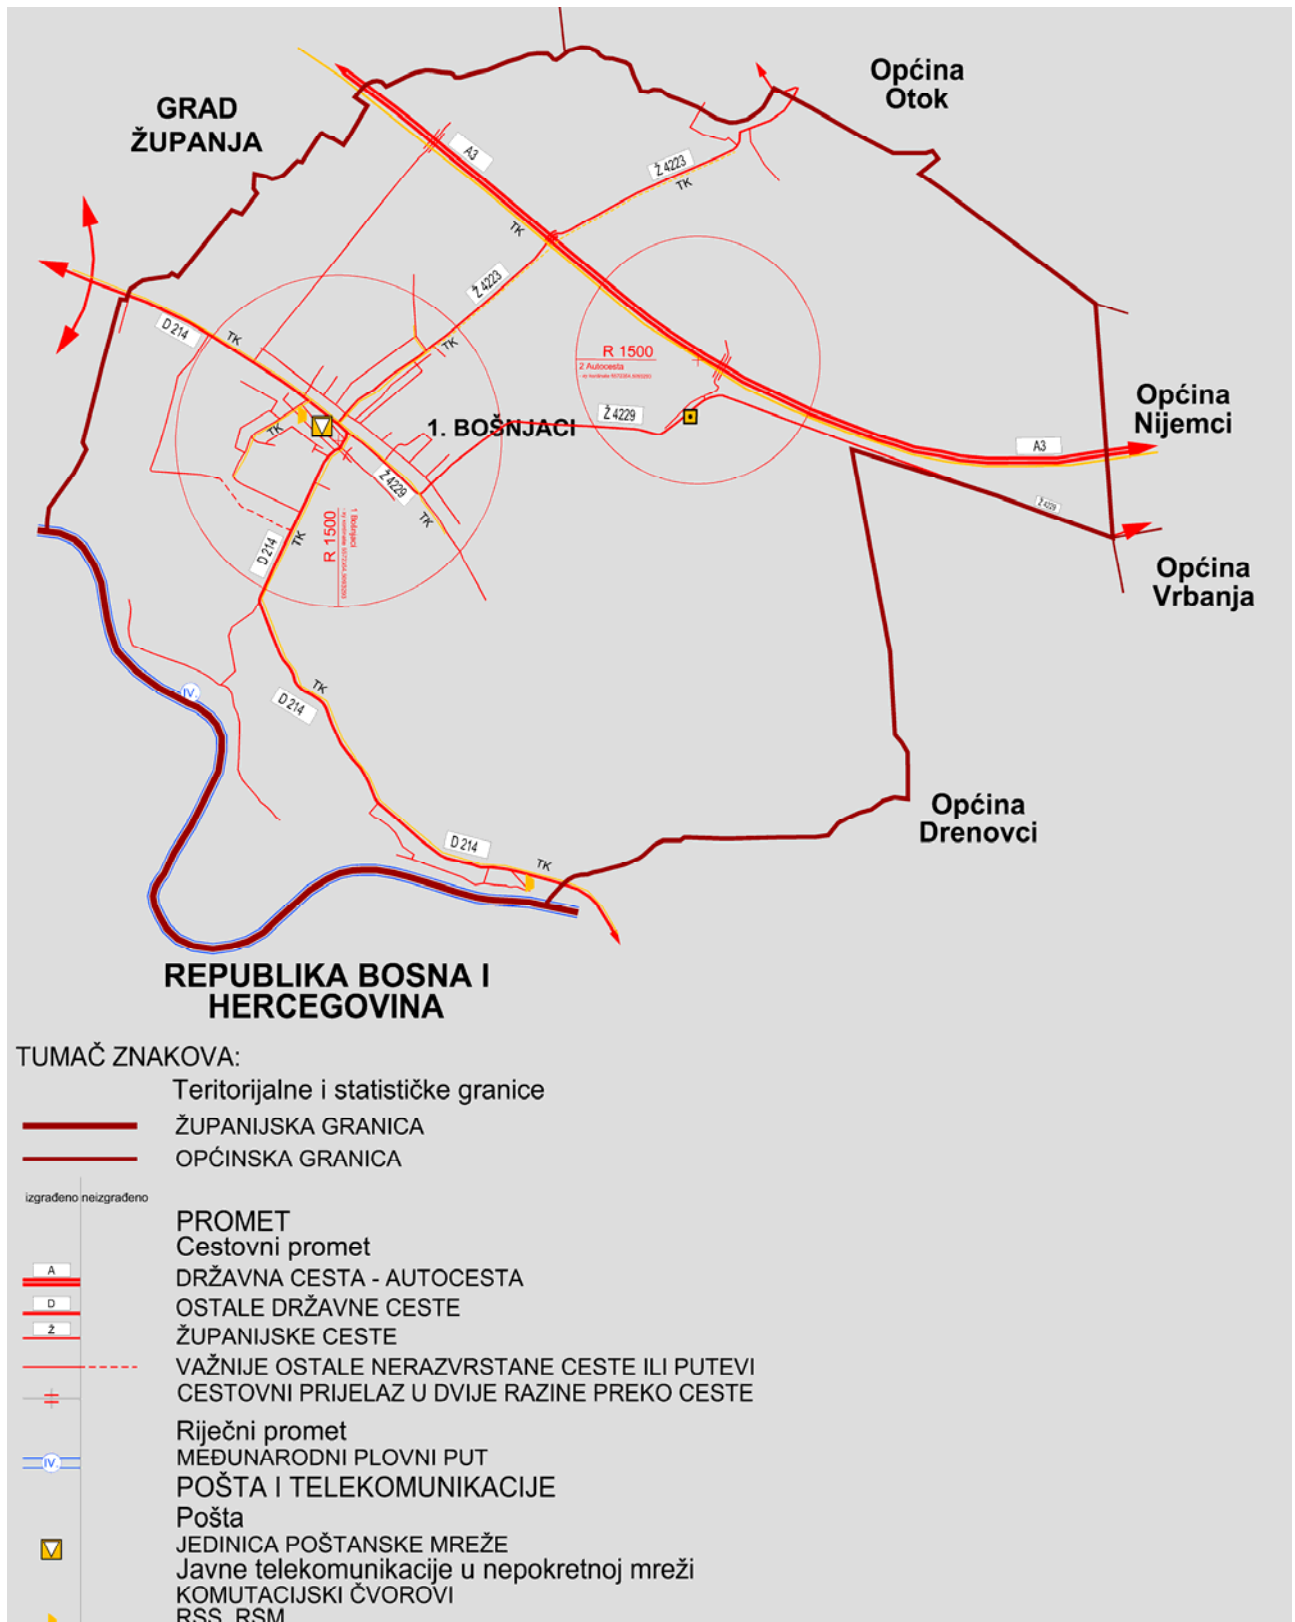 Općina
Otok
GRAD
ŽUPANJA
A3
Ž 4223
TK
TK
Ž 4223
D 214
TK
TK
R 1500
2 Autocesta
Općina
Nijemci
Ž 4229
1. BOŠNJACI
TK
A3
Ž 4229
Ž 4229
TK
R 1500
1 Bošnjaci
D 214
TK
Općina
Vrbanja
IV.
TK
D 214
Općina
Drenovci
D 214
TK
REPUBLIKA BOSNA I
HERCEGOVINA
TUMAČ ZNAKOVA:
Teritorijalne i statističke granice
ŽUPANIJSKA GRANICA
OPĆINSKA GRANICA
izgrađeno neizgrađeno
PROMET
Cestovni promet
A
DRŽAVNA CESTA - AUTOCESTA
D
OSTALE DRŽAVNE CESTE
Ž
ŽUPANIJSKE CESTE
VAŽNIJE OSTALE NERAZVRSTANE CESTE ILI PUTEVI
CESTOVNI PRIJELAZ U DVIJE RAZINE PREKO CESTE
Riječni promet
IV.
MEĐUNARODNI PLOVNI PUT
POŠTA I TELEKOMUNIKACIJE
Pošta
JEDINICA POŠTANSKE MREŽE
Javne telekomunikacije u nepokretnoj mreži
KOMUTACIJSKI ČVOROVI
RSS, RSM